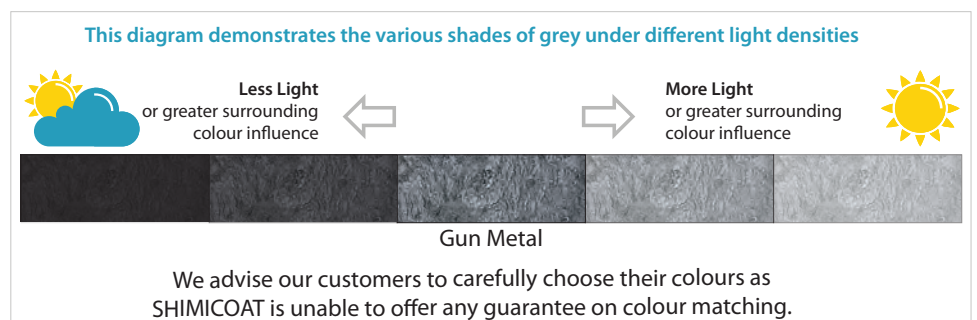 This diagram demonstrates the various shades of grey under different light densities
Less Light
or greater surrounding
colour influence
More Light
or greater surrounding
colour influence
Gun Metal
We advise our customers to carefully choose their colours as
SHIMICOAT is unable to offer any guarantee on colour matching.